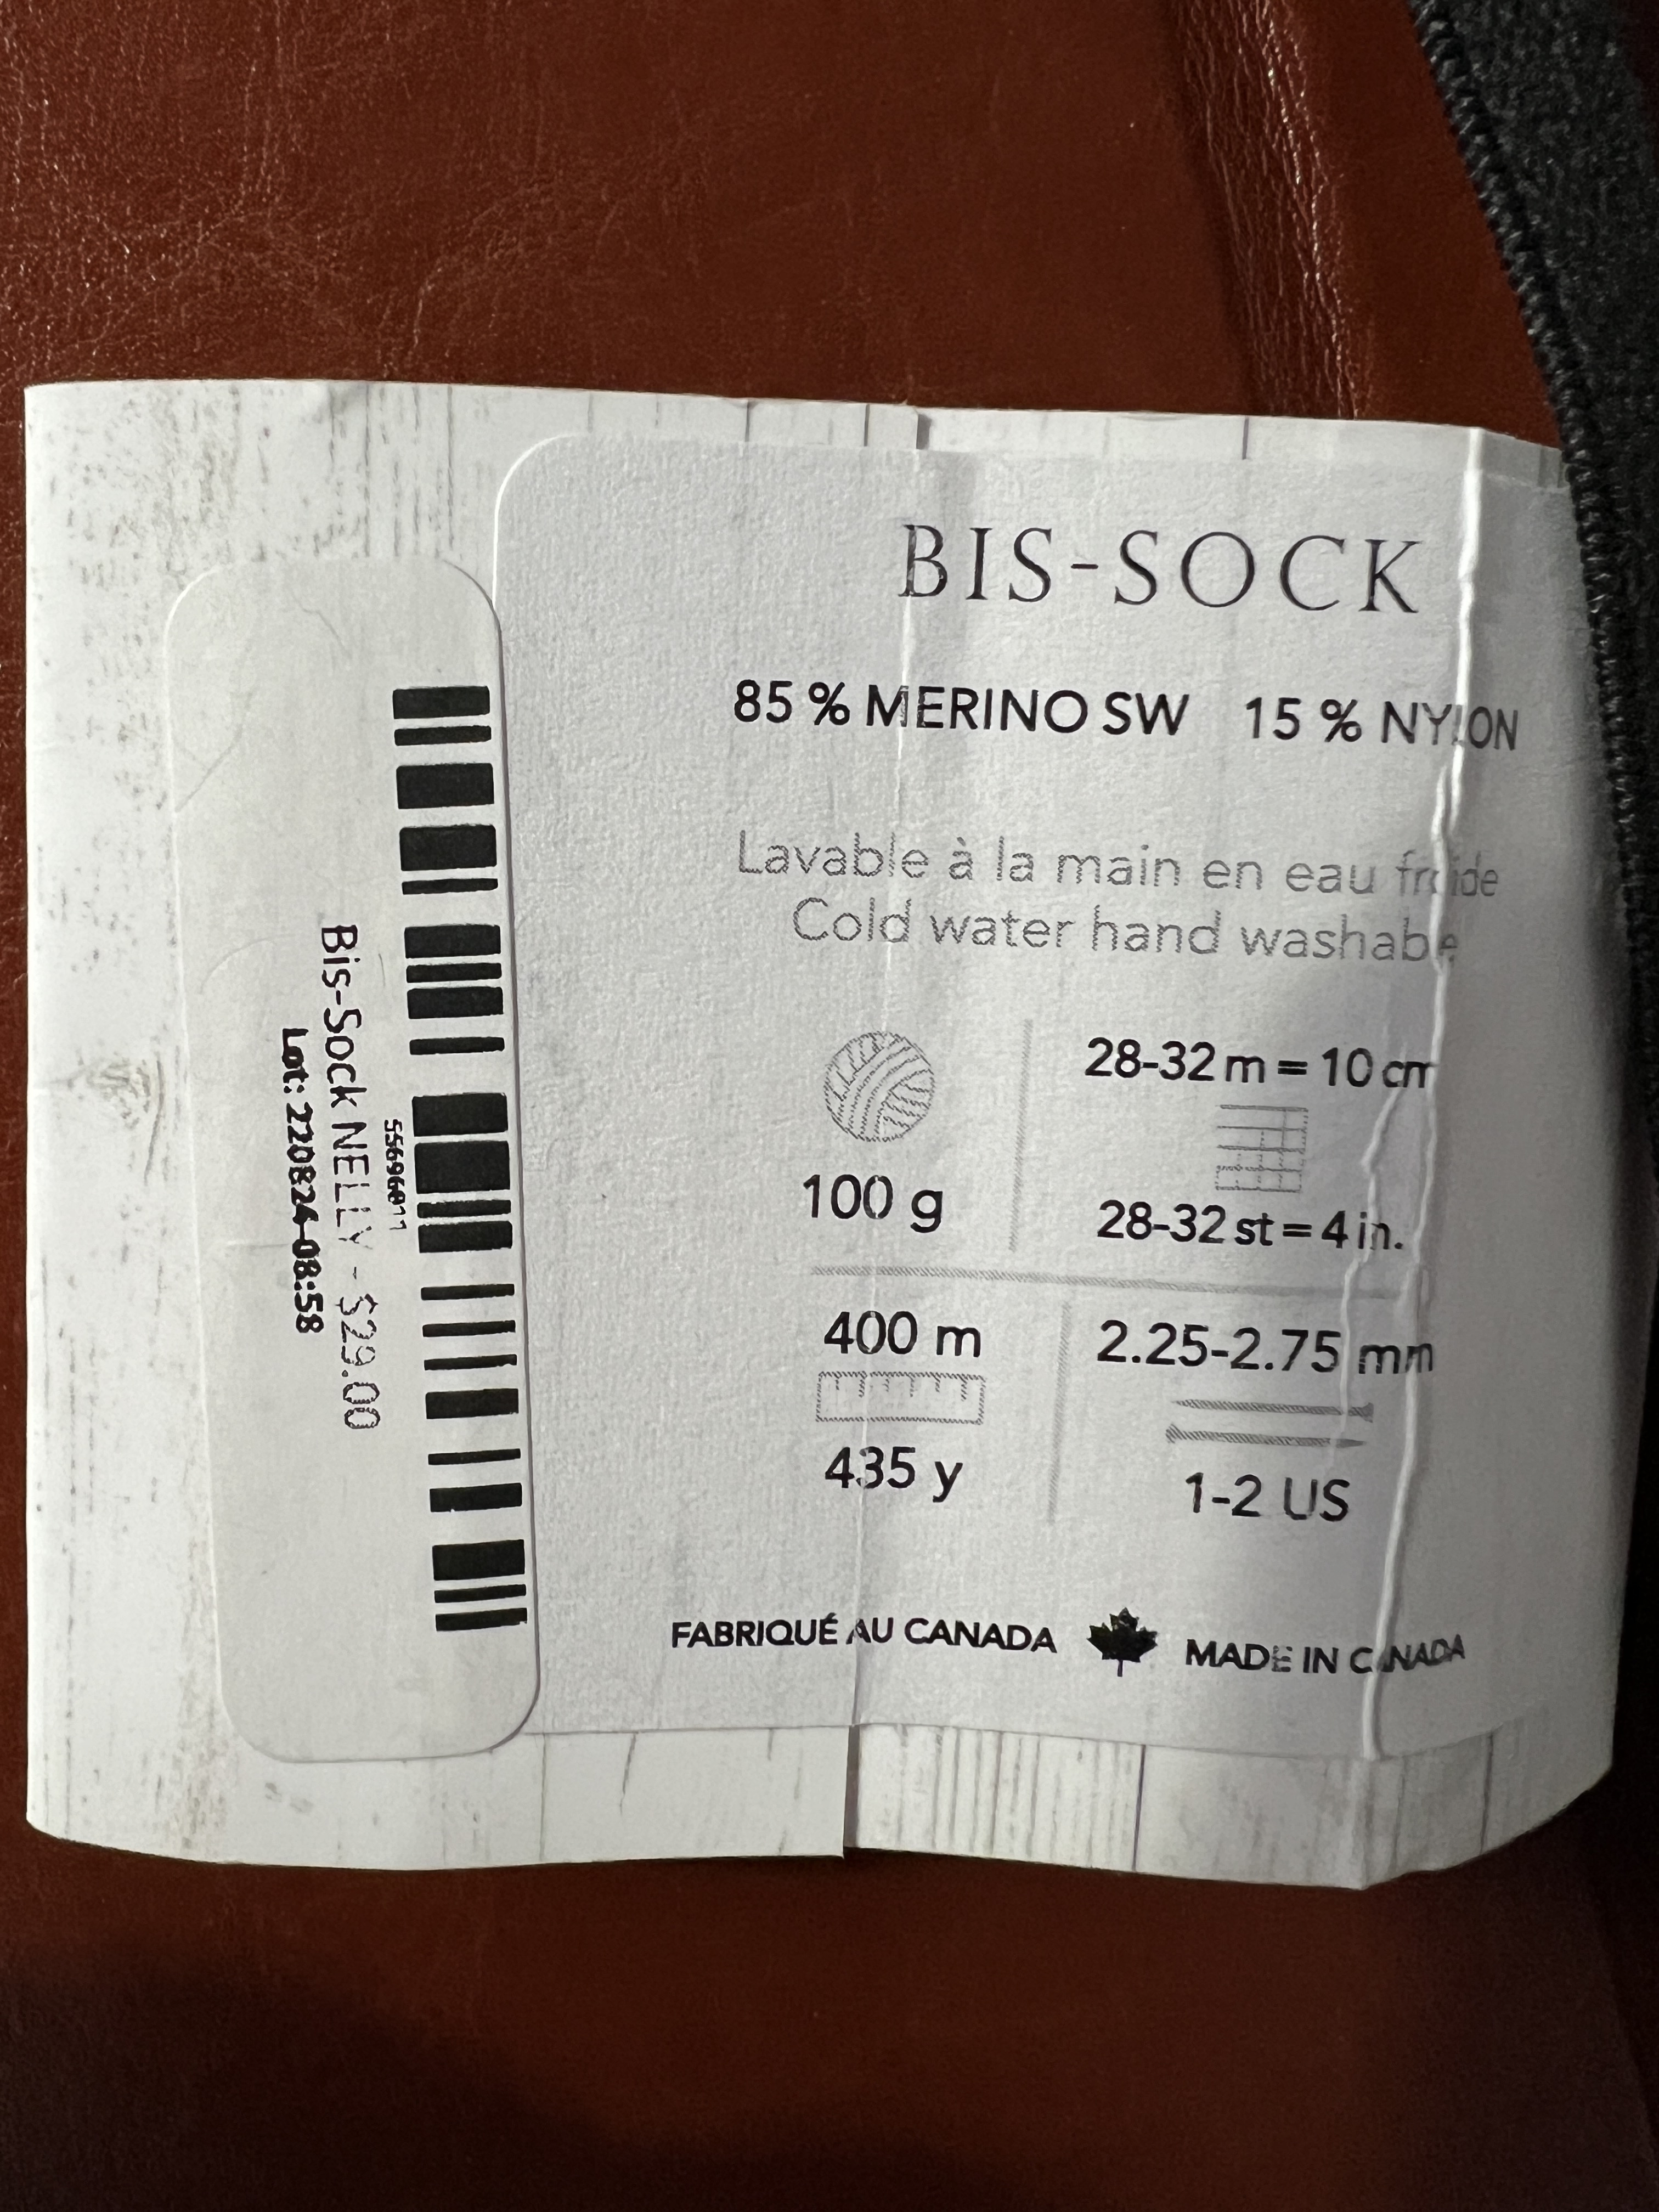 BIS-SOCK
85 % MERINO SW 15 % NYLON
Lavable à la main en eau froide
Cold water hand washable
100 g
28-32 m = 10 cm
28-32 st = 4 in.
400 m
435 y
2.25-2.75 mm
1-2 US
FABRIQUÉ AU CANADA MADE IN CANADA
55696011
Bis-Sock NELLY - $29.00
Lot: 220824-08:58